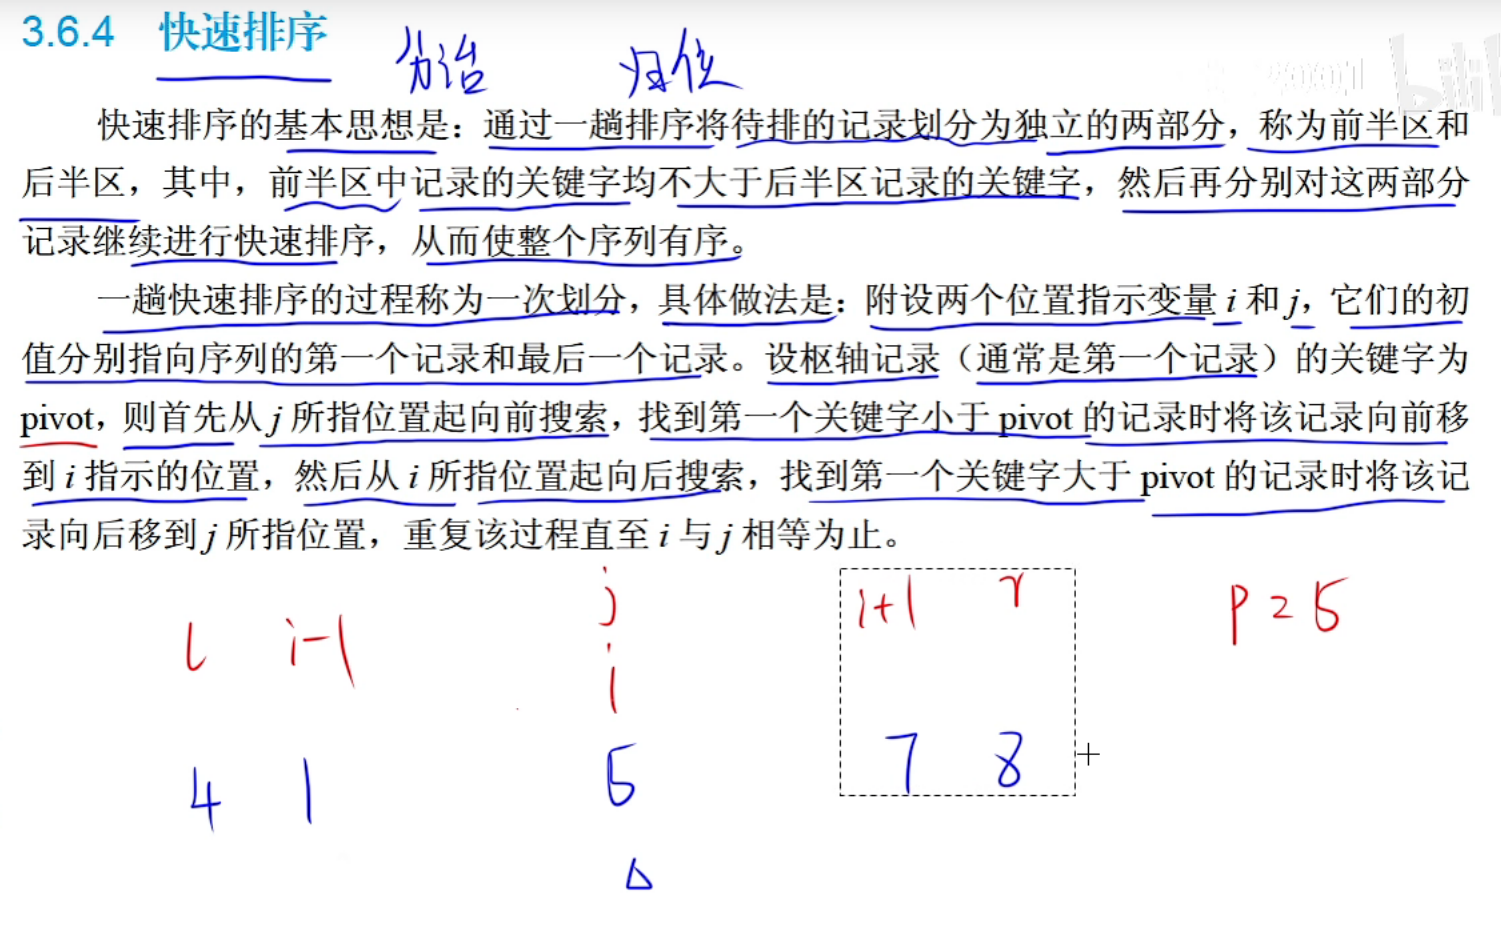 3.6.4 快速排序 分治 归位
快速排序的基本思想是：通过一趟排序将待排的记录划分为独立的两部分，称为前半区和
后半区，其中，前半区中记录的关键字均不大于后半区记录的关键字，然后再分别对这两部分
记录继续进行快速排序，从而使整个序列有序。
一趟快速排序的过程称为一次划分，具体做法是：附设两个位置指示变量 i 和 j，它们的初
值分别指向序列的第一个记录和最后一个记录。设枢轴记录（通常是第一个记录）的关键字为
pivot，则首先从 j 所指位置起向前搜索，找到第一个关键字小于 pivot 的记录时将该记录向前移
到 i 指示的位置，然后从 i 所指位置起向后搜索，找到第一个关键字大于 pivot 的记录时将该记
录向后移到 j 所指位置，重复该过程直至 i 与 j 相等为止。
j i+1 r P = 5
l i-1 i
4 1 5 7 8